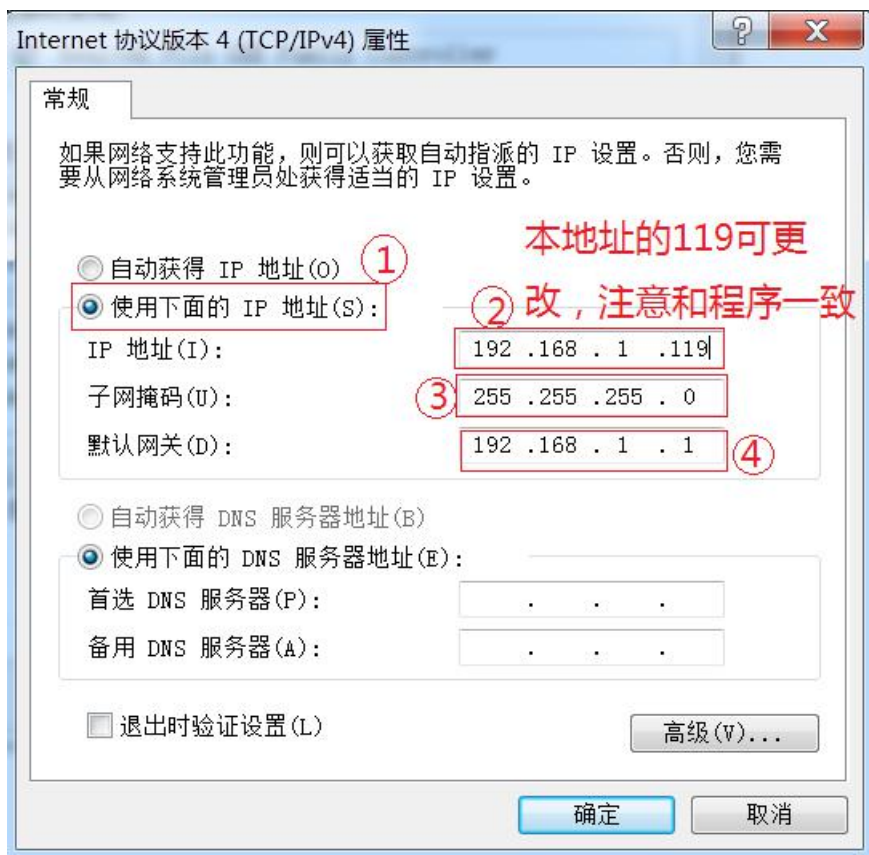 Internet 协议版本 4 (TCP/IPv4) 属性
常规
如果网络支持此功能，则可以获取自动指派的 IP 设置。否则，您需
要从网络系统管理员处获得适当的 IP 设置。
本地址的119可更
自动获得 IP 地址(O) ①
使用下面的 IP 地址(S): ② 改，注意和程序一致
IP 地址(I): 192 .168 . 1 .119
子网掩码(U): ③ 255 .255 .255 . 0
默认网关(D): 192 .168 . 1 . 1 ④
自动获得 DNS 服务器地址(B)
使用下面的 DNS 服务器地址(E):
首选 DNS 服务器(P): . . .
备用 DNS 服务器(A): . . .
退出时验证设置(L)
高级(V)...
确定 取消